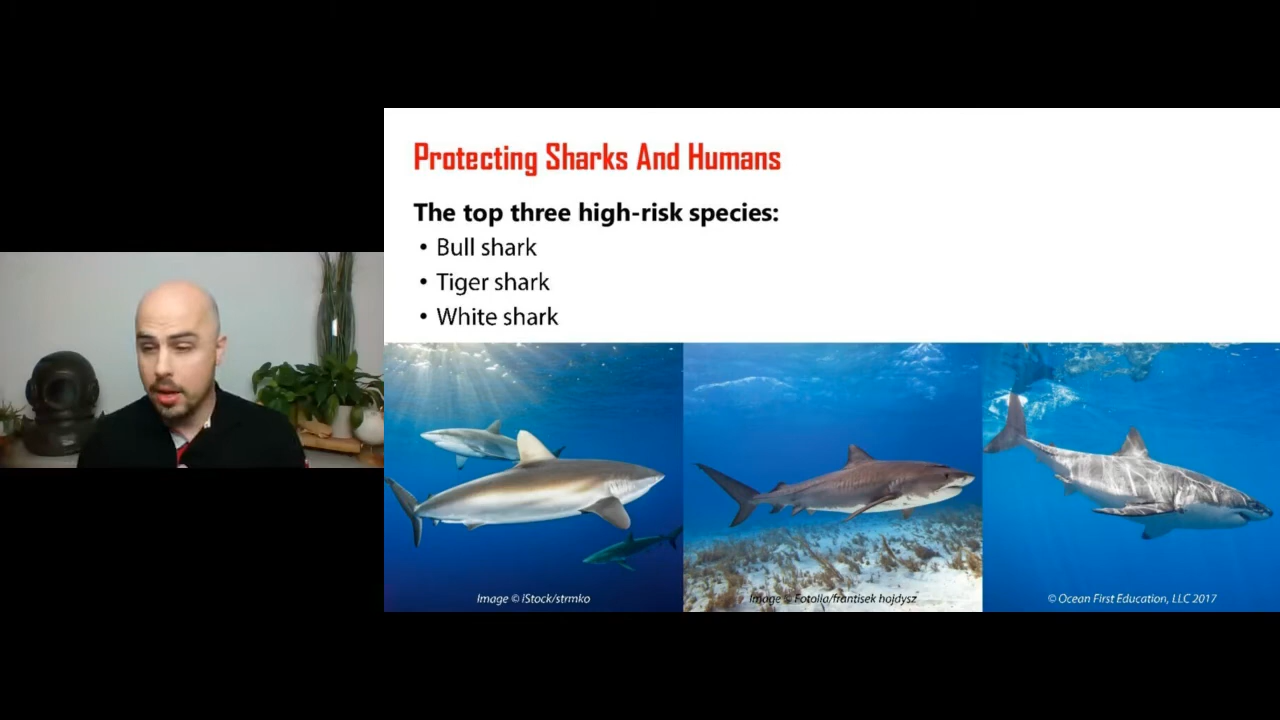 Protecting Sharks And Humans
The top three high-risk species:
• Bull shark
• Tiger shark
• White shark
Image © iStock/strmko
Image © Fotolia/frantisek hojdysz
© Ocean First Education, LLC 2017